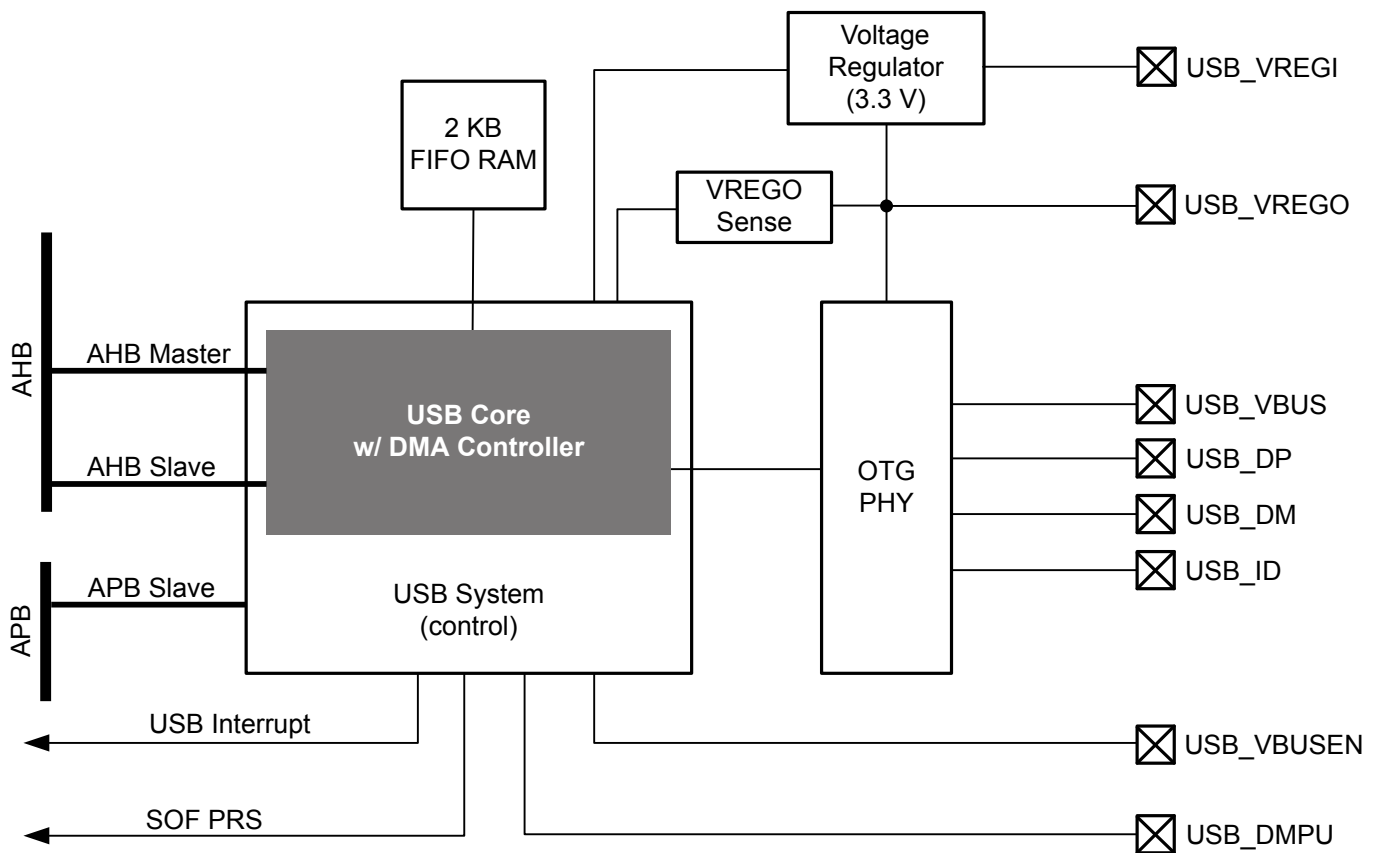 Voltage
Regulator
(3.3 V)
USB_VREGI
2 KB
FIFO RAM
VREGO
Sense
USB_VREGO
AHB
AHB Master
AHB Slave
USB Core
w/ DMA Controller
OTG
PHY
USB_VBUS
USB_DP
USB_DM
USB_ID
APB
APB Slave
USB System
(control)
USB Interrupt
USB_VBUSEN
SOF PRS
USB_DMPU